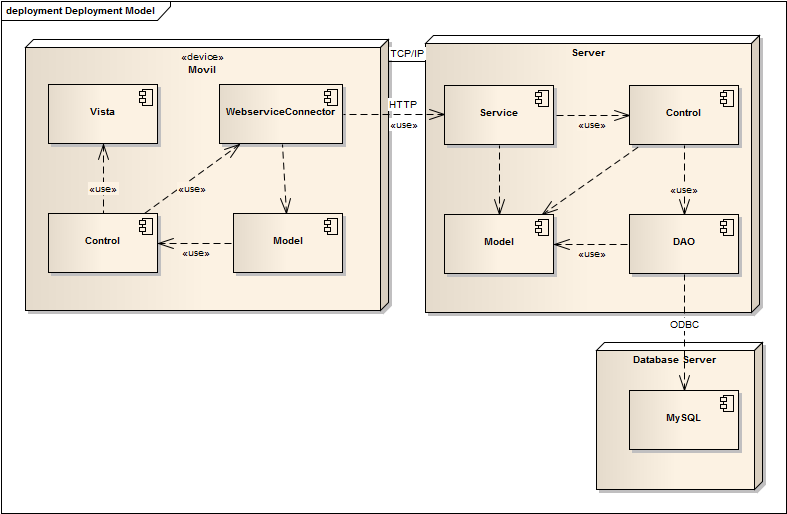 deployment Deployment Model
«device»
Movil
Vista
WebserviceConnector
«use»
«use»
Control
Model
«use»
TCP/IP
HTTP
«use»
Server
Service
Control
«use»
«use»
Model
DAO
«use»
ODBC
Database Server
MySQL